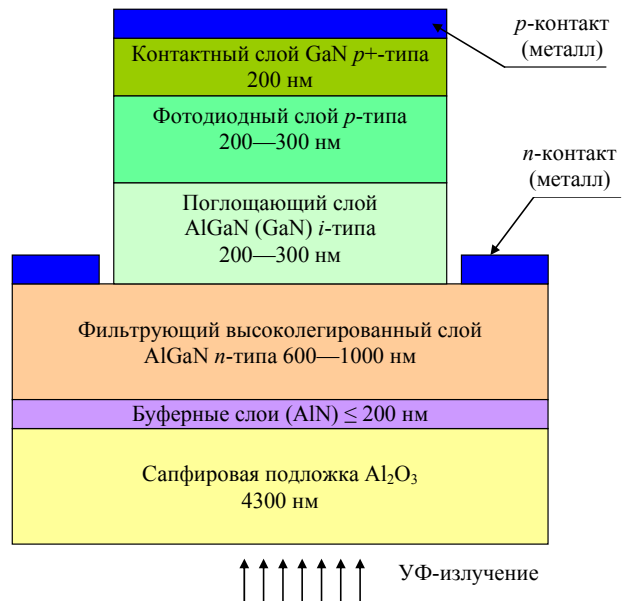 p-контакт
(металл)
Контактный слой GaN p+-типа
200 нм
Фотодиодный слой p-типа
200—300 нм
n-контакт
(металл)
Поглощающий слой
AlGaN (GaN) i-типа
200—300 нм
Фильтрующий высоколегированный слой
AlGaN n-типа 600—1000 нм
Буферные слои (AlN) ≤ 200 нм
Сапфировая подложка Al₂O₃
4300 нм
УФ-излучение